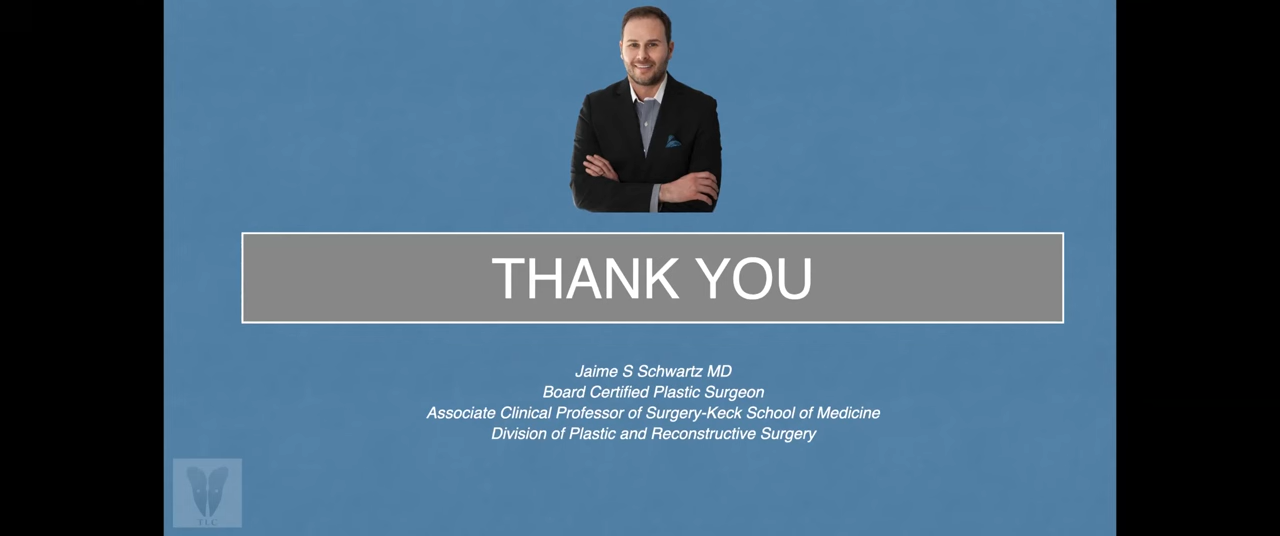 THANK YOU
Jaime S Schwartz MD
Board Certified Plastic Surgeon
Associate Clinical Professor of Surgery-Keck School of Medicine
Division of Plastic and Reconstructive Surgery
T.I.L.